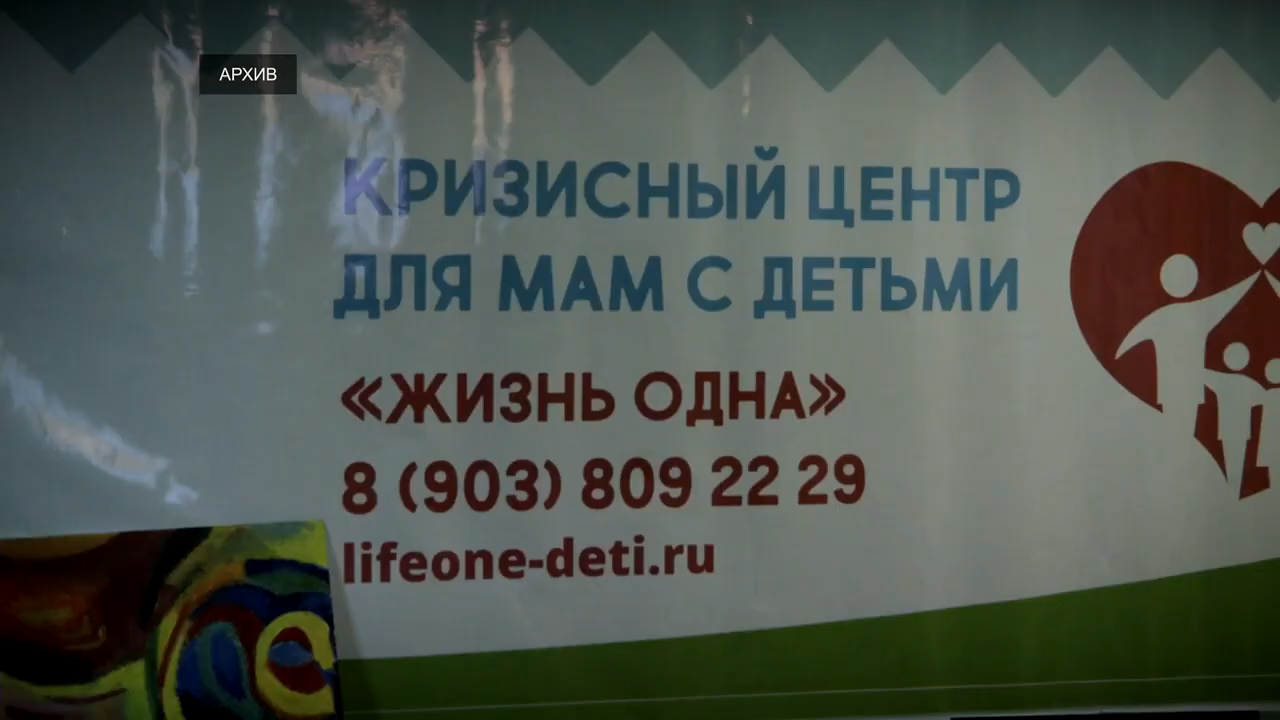 АРХИВ
КРИЗИСНЫЙ ЦЕНТР
ДЛЯ МАМ С ДЕТЬМИ
«ЖИЗНЬ ОДНА»
8 (903) 809 22 29
lifeone-deti.ru